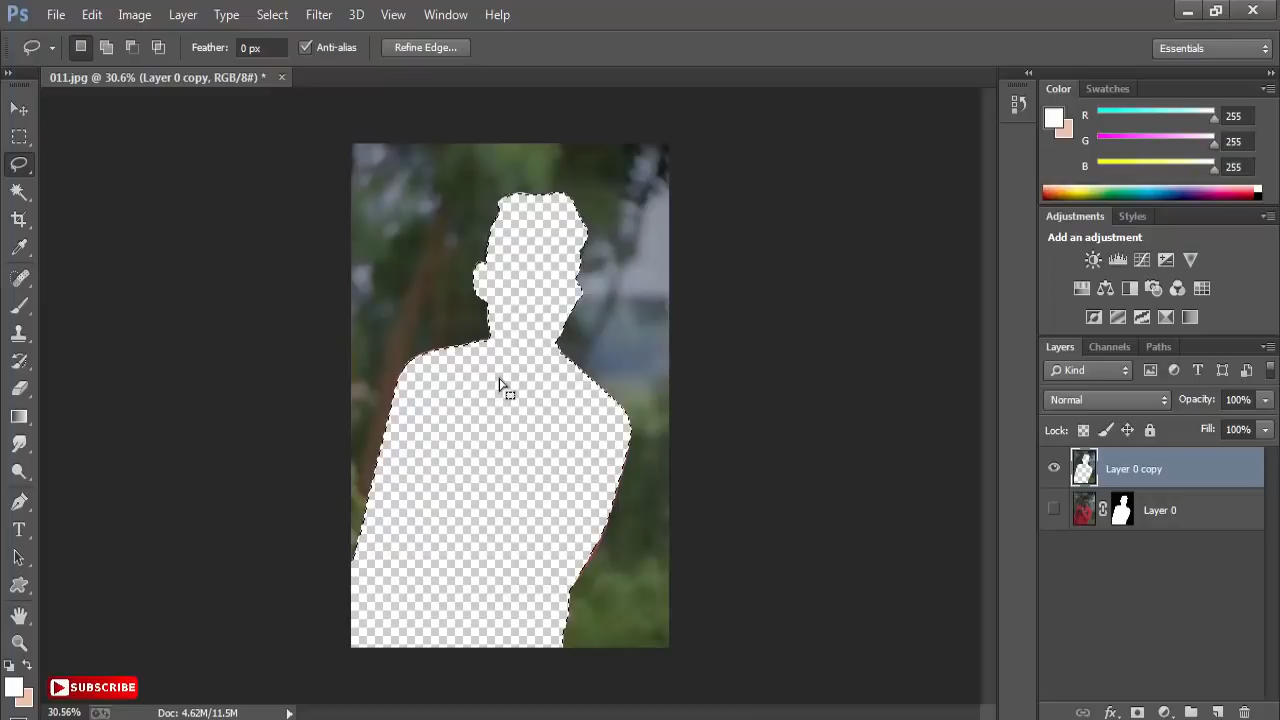 Ps File Edit Image Layer Type Select Filter 3D View Window Help
Feather: 0 px Anti-alias Refine Edge... Essentials
011.jpg @ 30.6% (Layer 0 copy, RGB/8#) * ×
Color Swatches
R 255
G 255
B 255
Adjustments Styles
Add an adjustment
Layers Channels Paths
Kind
Normal Opacity: 100%
Lock: Fill: 100%
Layer 0 copy
Layer 0
SUBSCRIBE
30.56% Doc: 4.62M/11.5M